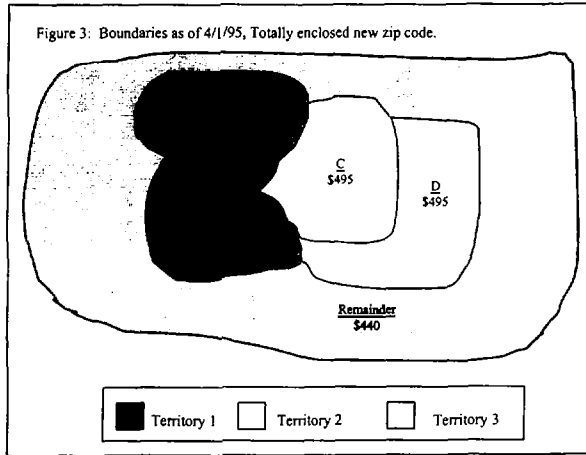 Figure 3: Boundaries as of 4/1/95, Totally enclosed new zip code.
C
$495
D
$495
Remainder
$440
Territory 1
Territory 2
Territory 3